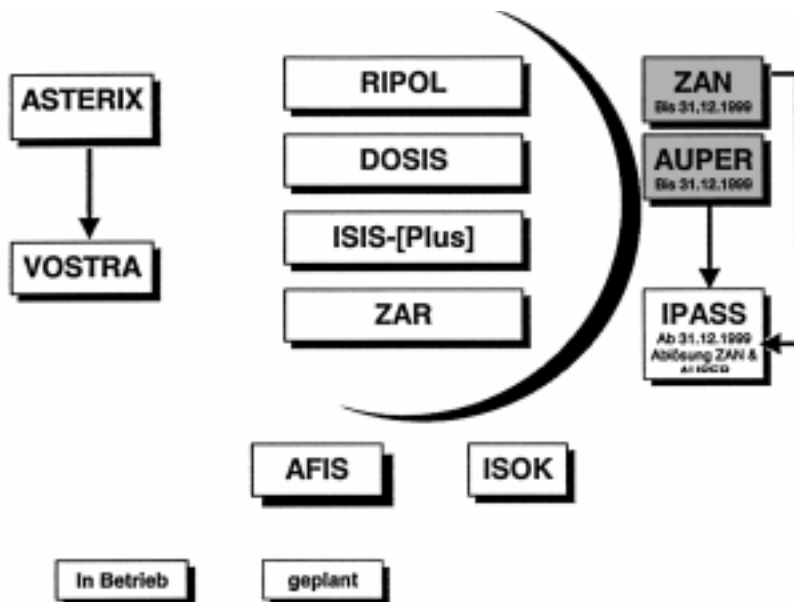 ASTERIX
VOSTRA
RIPOL
DOSIS
ISIS-[Plus]
ZAR
ZAN
Bis 31.12.1999
AUPER
Bis 31.12.1999
IPASS
Ab 31.12.1999
Ablösung ZAN &
AFIS
ISOK
In Betrieb
geplant